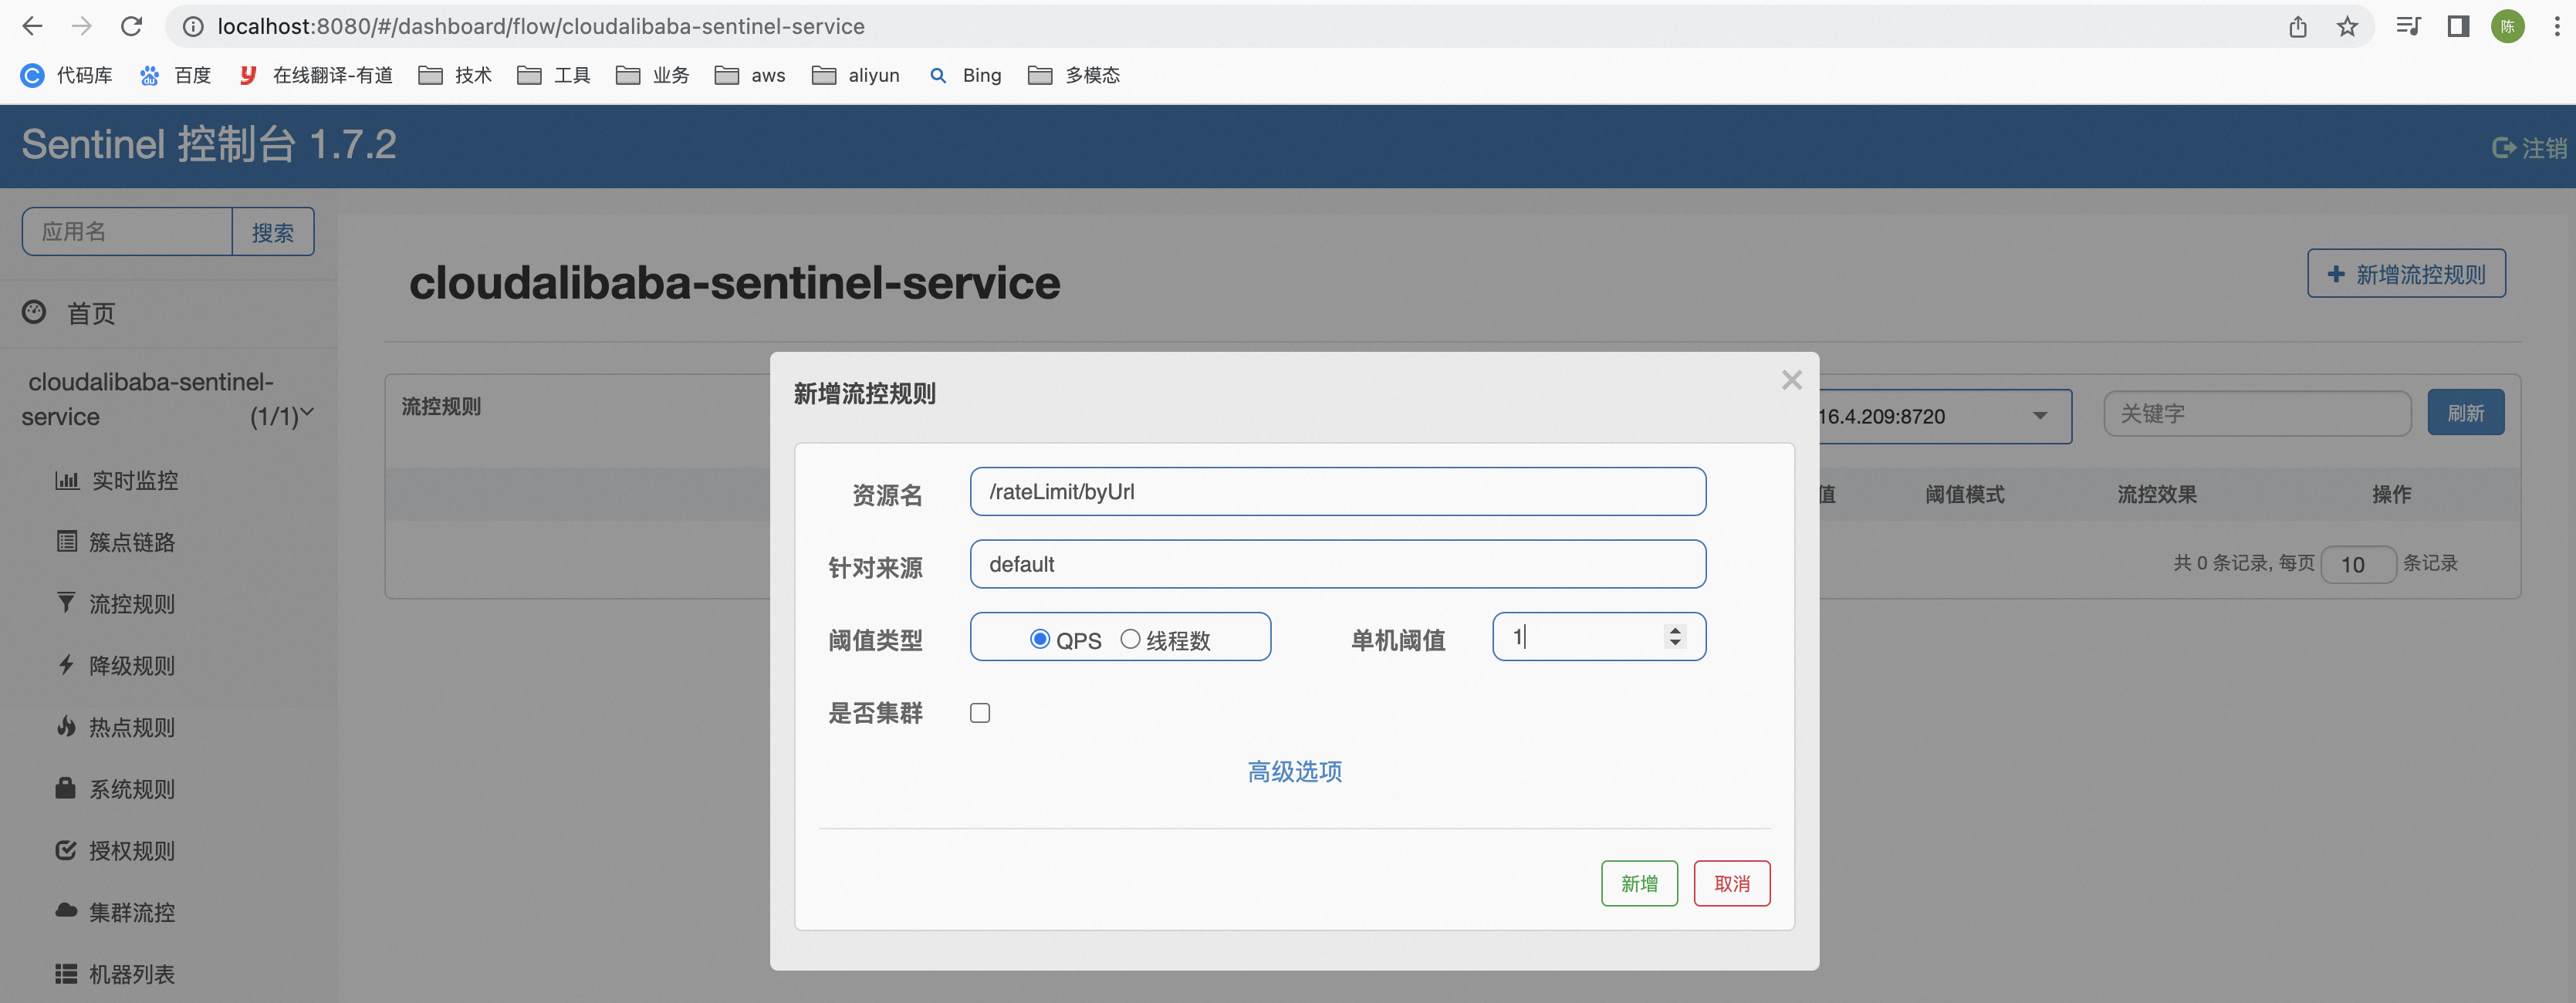 localhost:8080/#/dashboard/flow/cloudalibaba-sentinel-service
陈
代码库 百度 在线翻译-有道 技术 工具 业务 aws aliyun Bing 多模态
Sentinel 控制台 1.7.2
注销
应用名 搜索
首页
cloudalibaba-sentinel-
service (1/1)
实时监控
簇点链路
流控规则
降级规则
热点规则
系统规则
授权规则
集群流控
机器列表
cloudalibaba-sentinel-service
新增流控规则
流控规则
16.4.209:8720
关键字
刷新
值 阈值模式 流控效果 操作
共 0 条记录, 每页 10 条记录
新增流控规则
资源名 /rateLimit/byUrl
针对来源 default
阈值类型 QPS 线程数 单机阈值 1
是否集群
高级选项
新增 取消